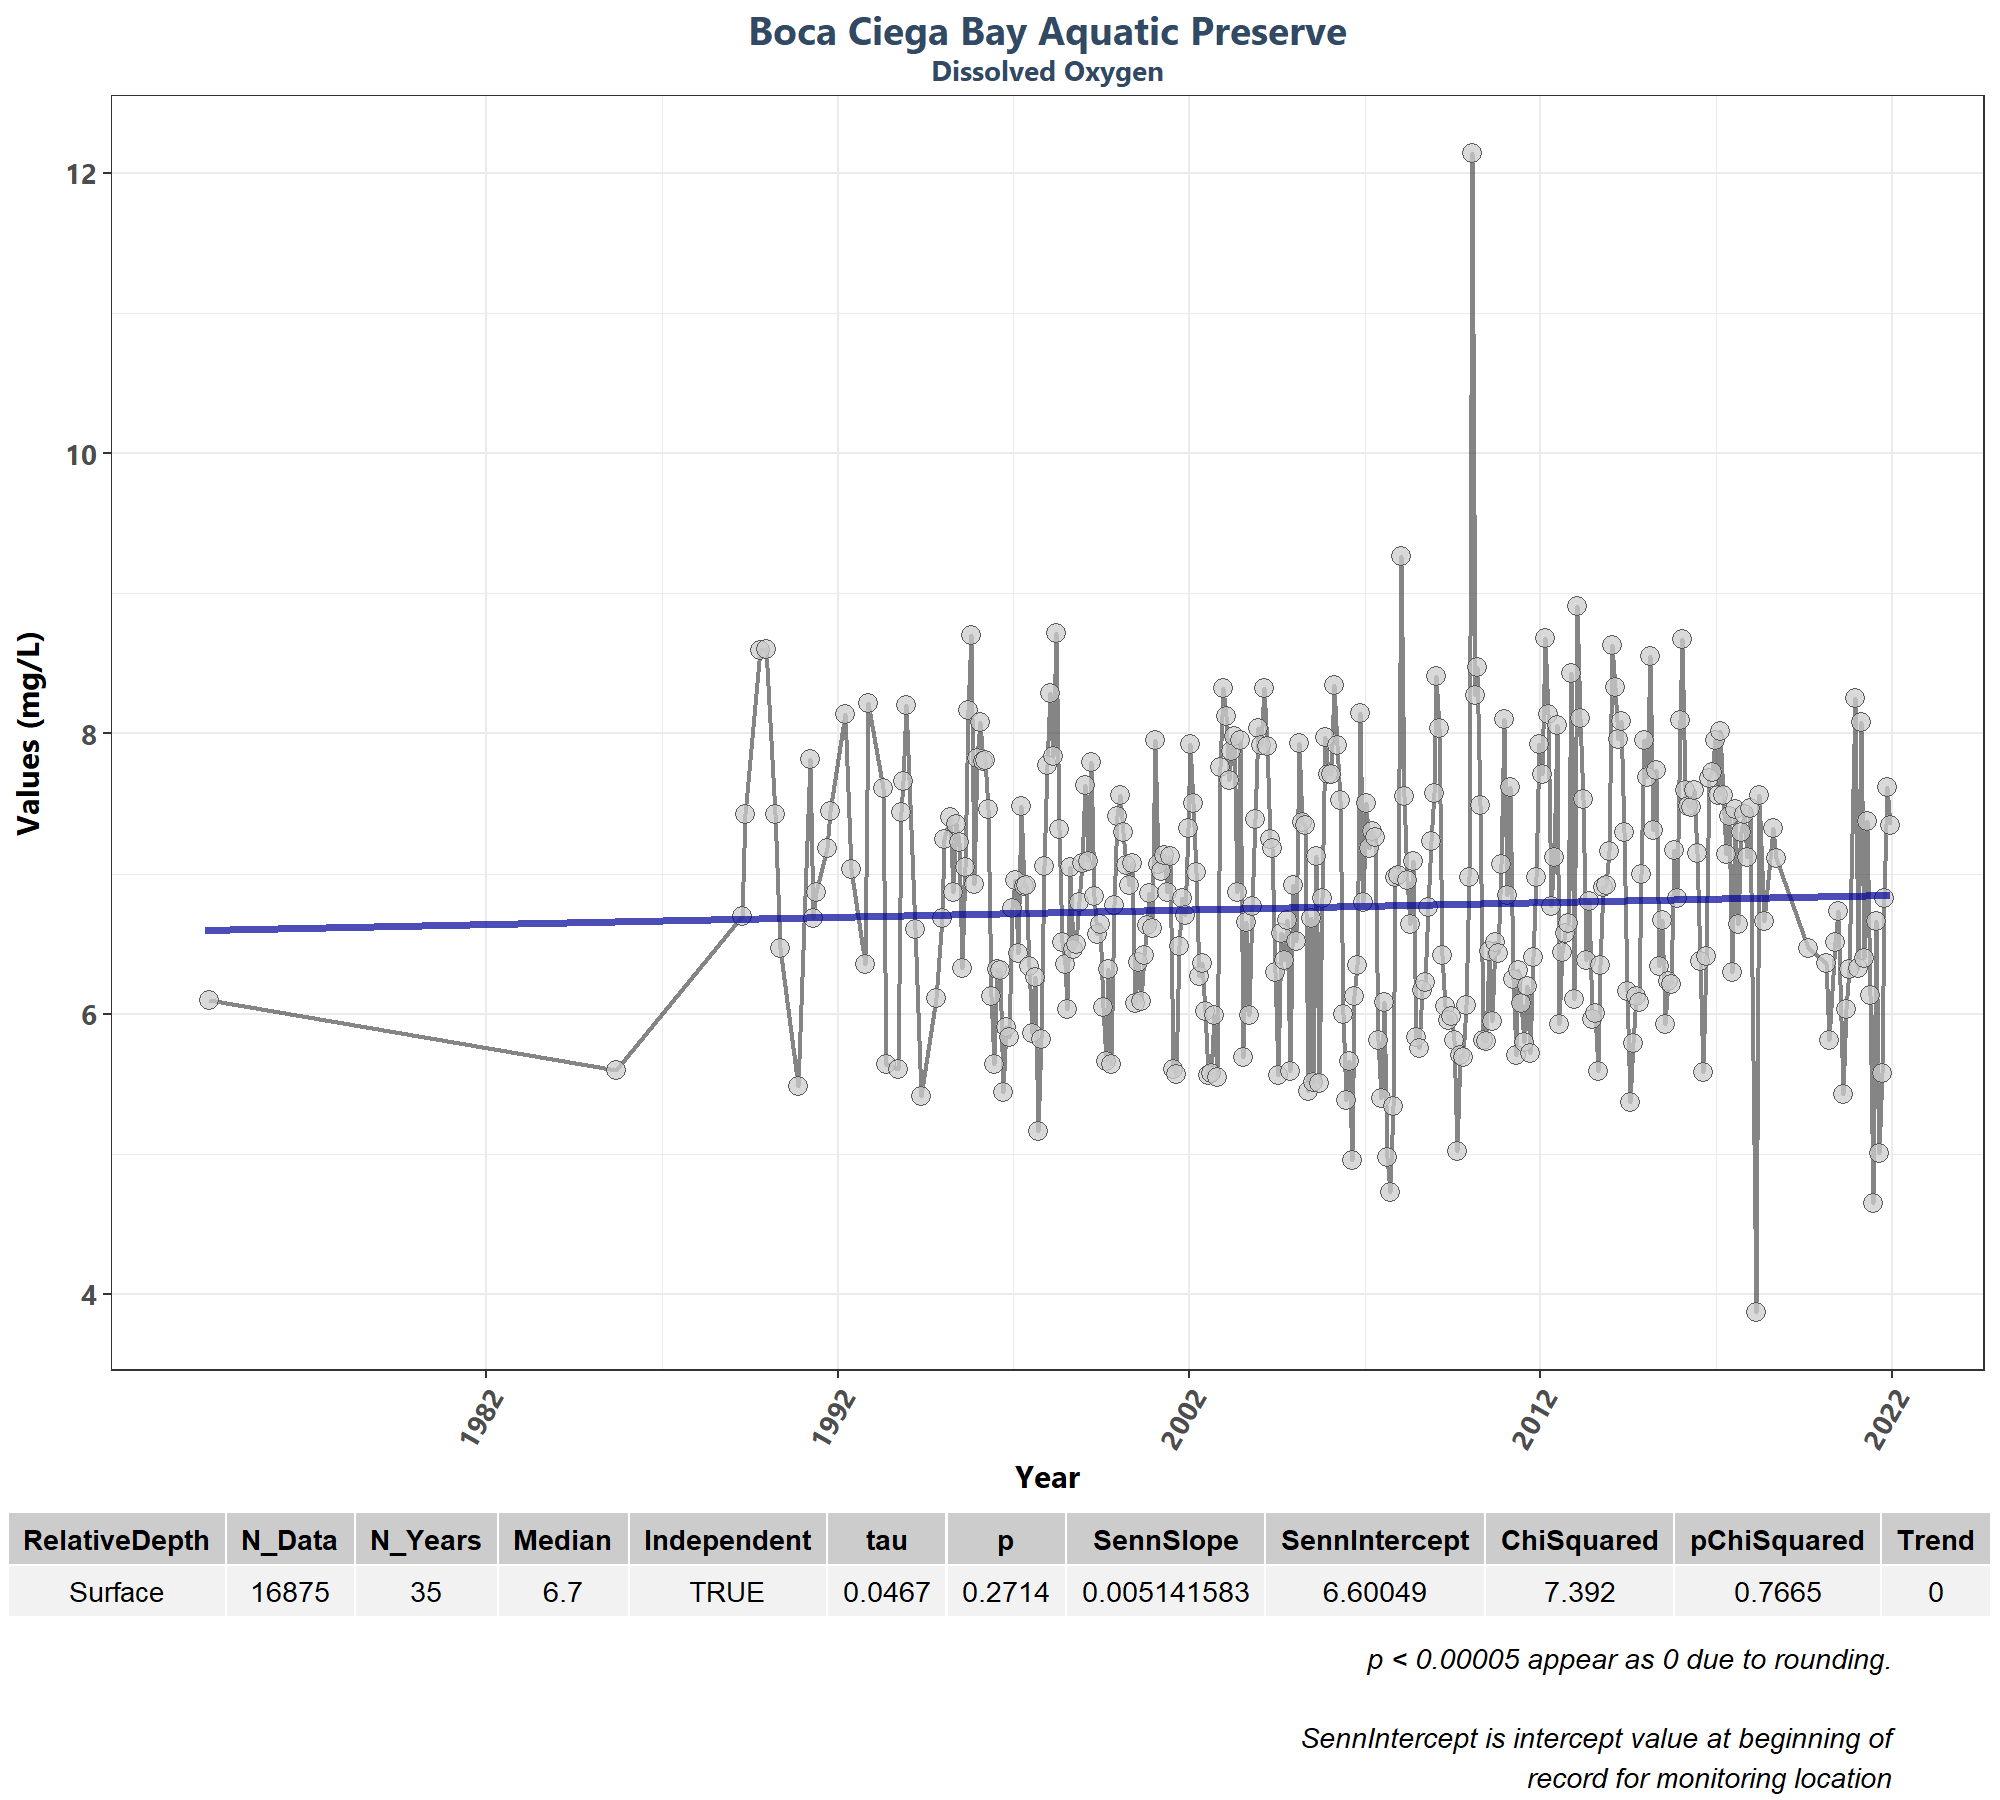 Boca Ciega Bay Aquatic Preserve
Dissolved Oxygen
12
10
8
6
4
Values (mg/L)
1982
1992
2002
2012
2022
Year
RelativeDepth N_Data N_Years Median Independent tau p SennSlope SennIntercept ChiSquared pChiSquared Trend
Surface 16875 35 6.7 TRUE 0.0467 0.2714 0.005141583 6.60049 7.392 0.7665 0
p < 0.00005 appear as 0 due to rounding.
SennIntercept is intercept value at beginning of
record for monitoring location